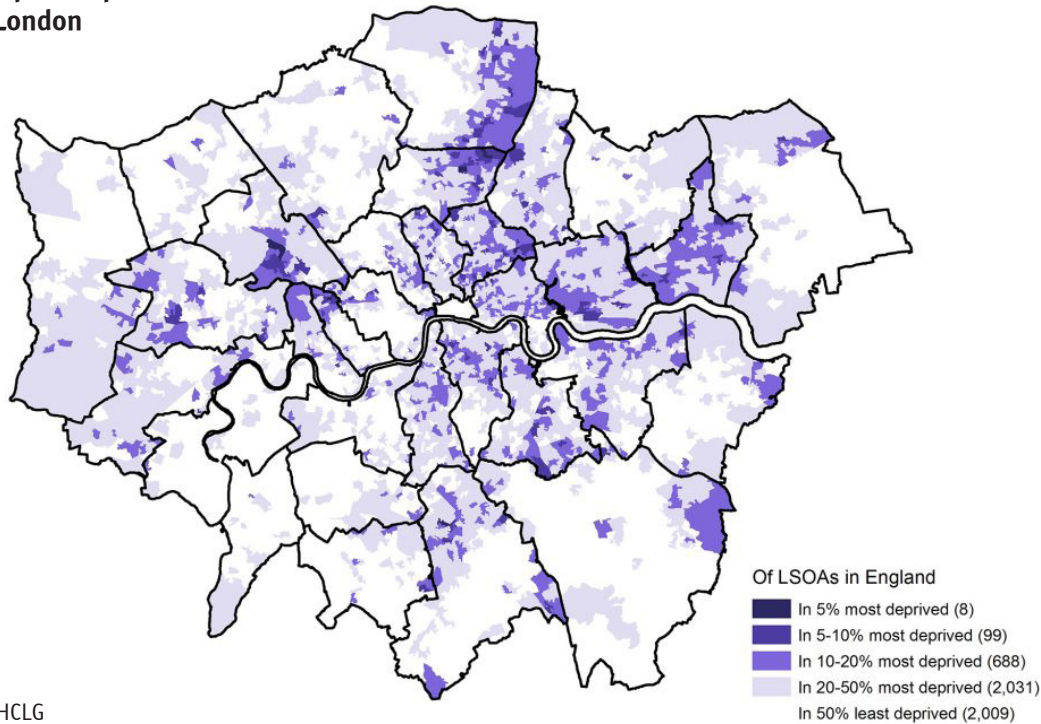 London
Of LSOAs in England
In 5% most deprived (8)
In 5-10% most deprived (99)
In 10-20% most deprived (688)
In 20-50% most deprived (2,031)
In 50% least deprived (2,009)
HCLG